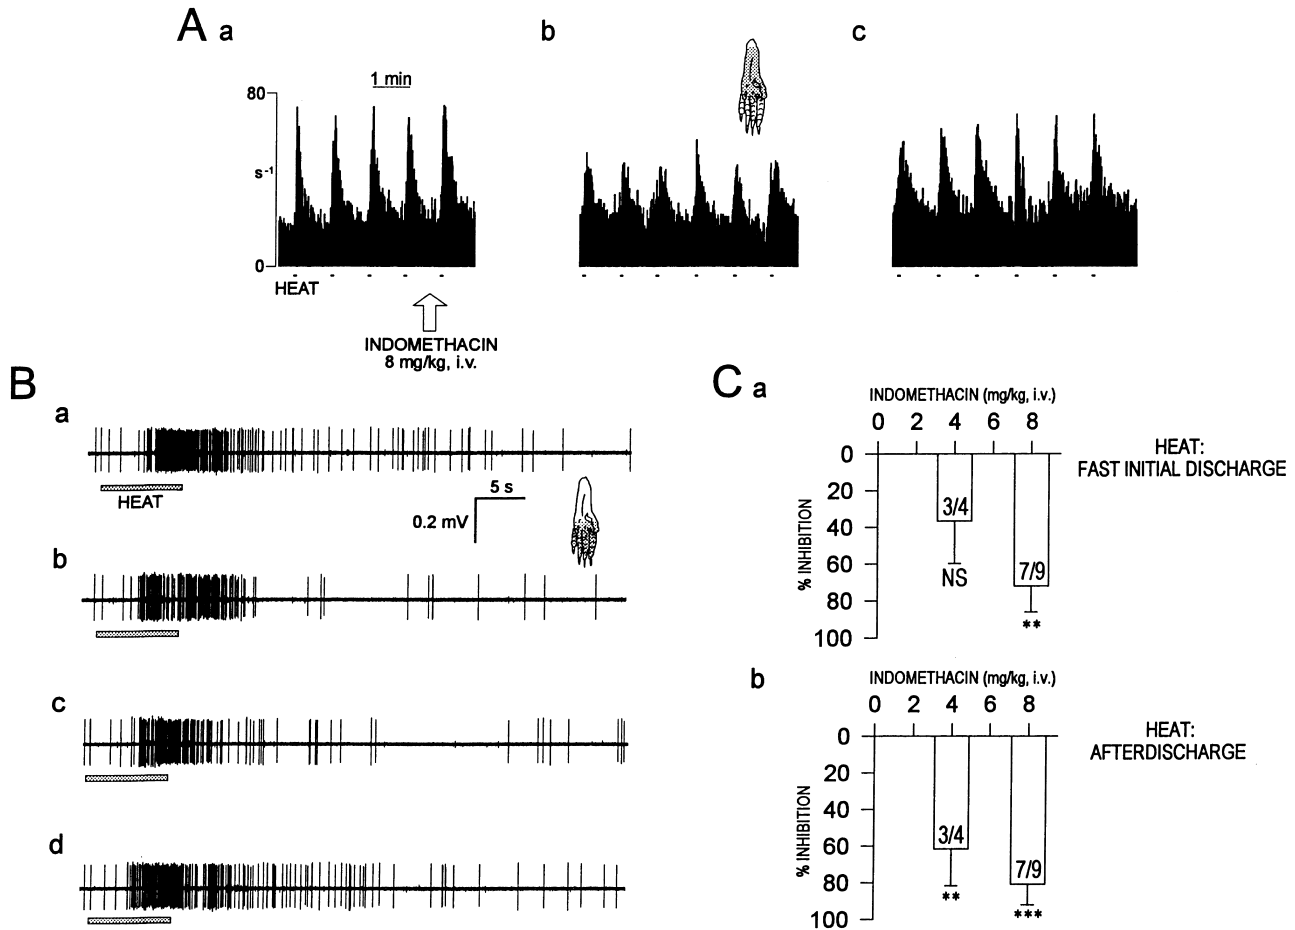 A a
b
c
1 min
80
s-1
0
HEAT
INDOMETHACIN
8 mg/kg, i.v.
B
a
HEAT
5 s
0.2 mV
b
c
d
C a
INDOMETHACIN (mg/kg, i.v.)
0 2 4 6 8
0
20
40
60
80
100
% INHIBITION
3/4
NS
7/9
**
HEAT:
FAST INITIAL DISCHARGE
b
INDOMETHACIN (mg/kg, i.v.)
0 2 4 6 8
0
20
40
60
80
100
% INHIBITION
3/4
**
7/9
***
HEAT:
AFTERDISCHARGE